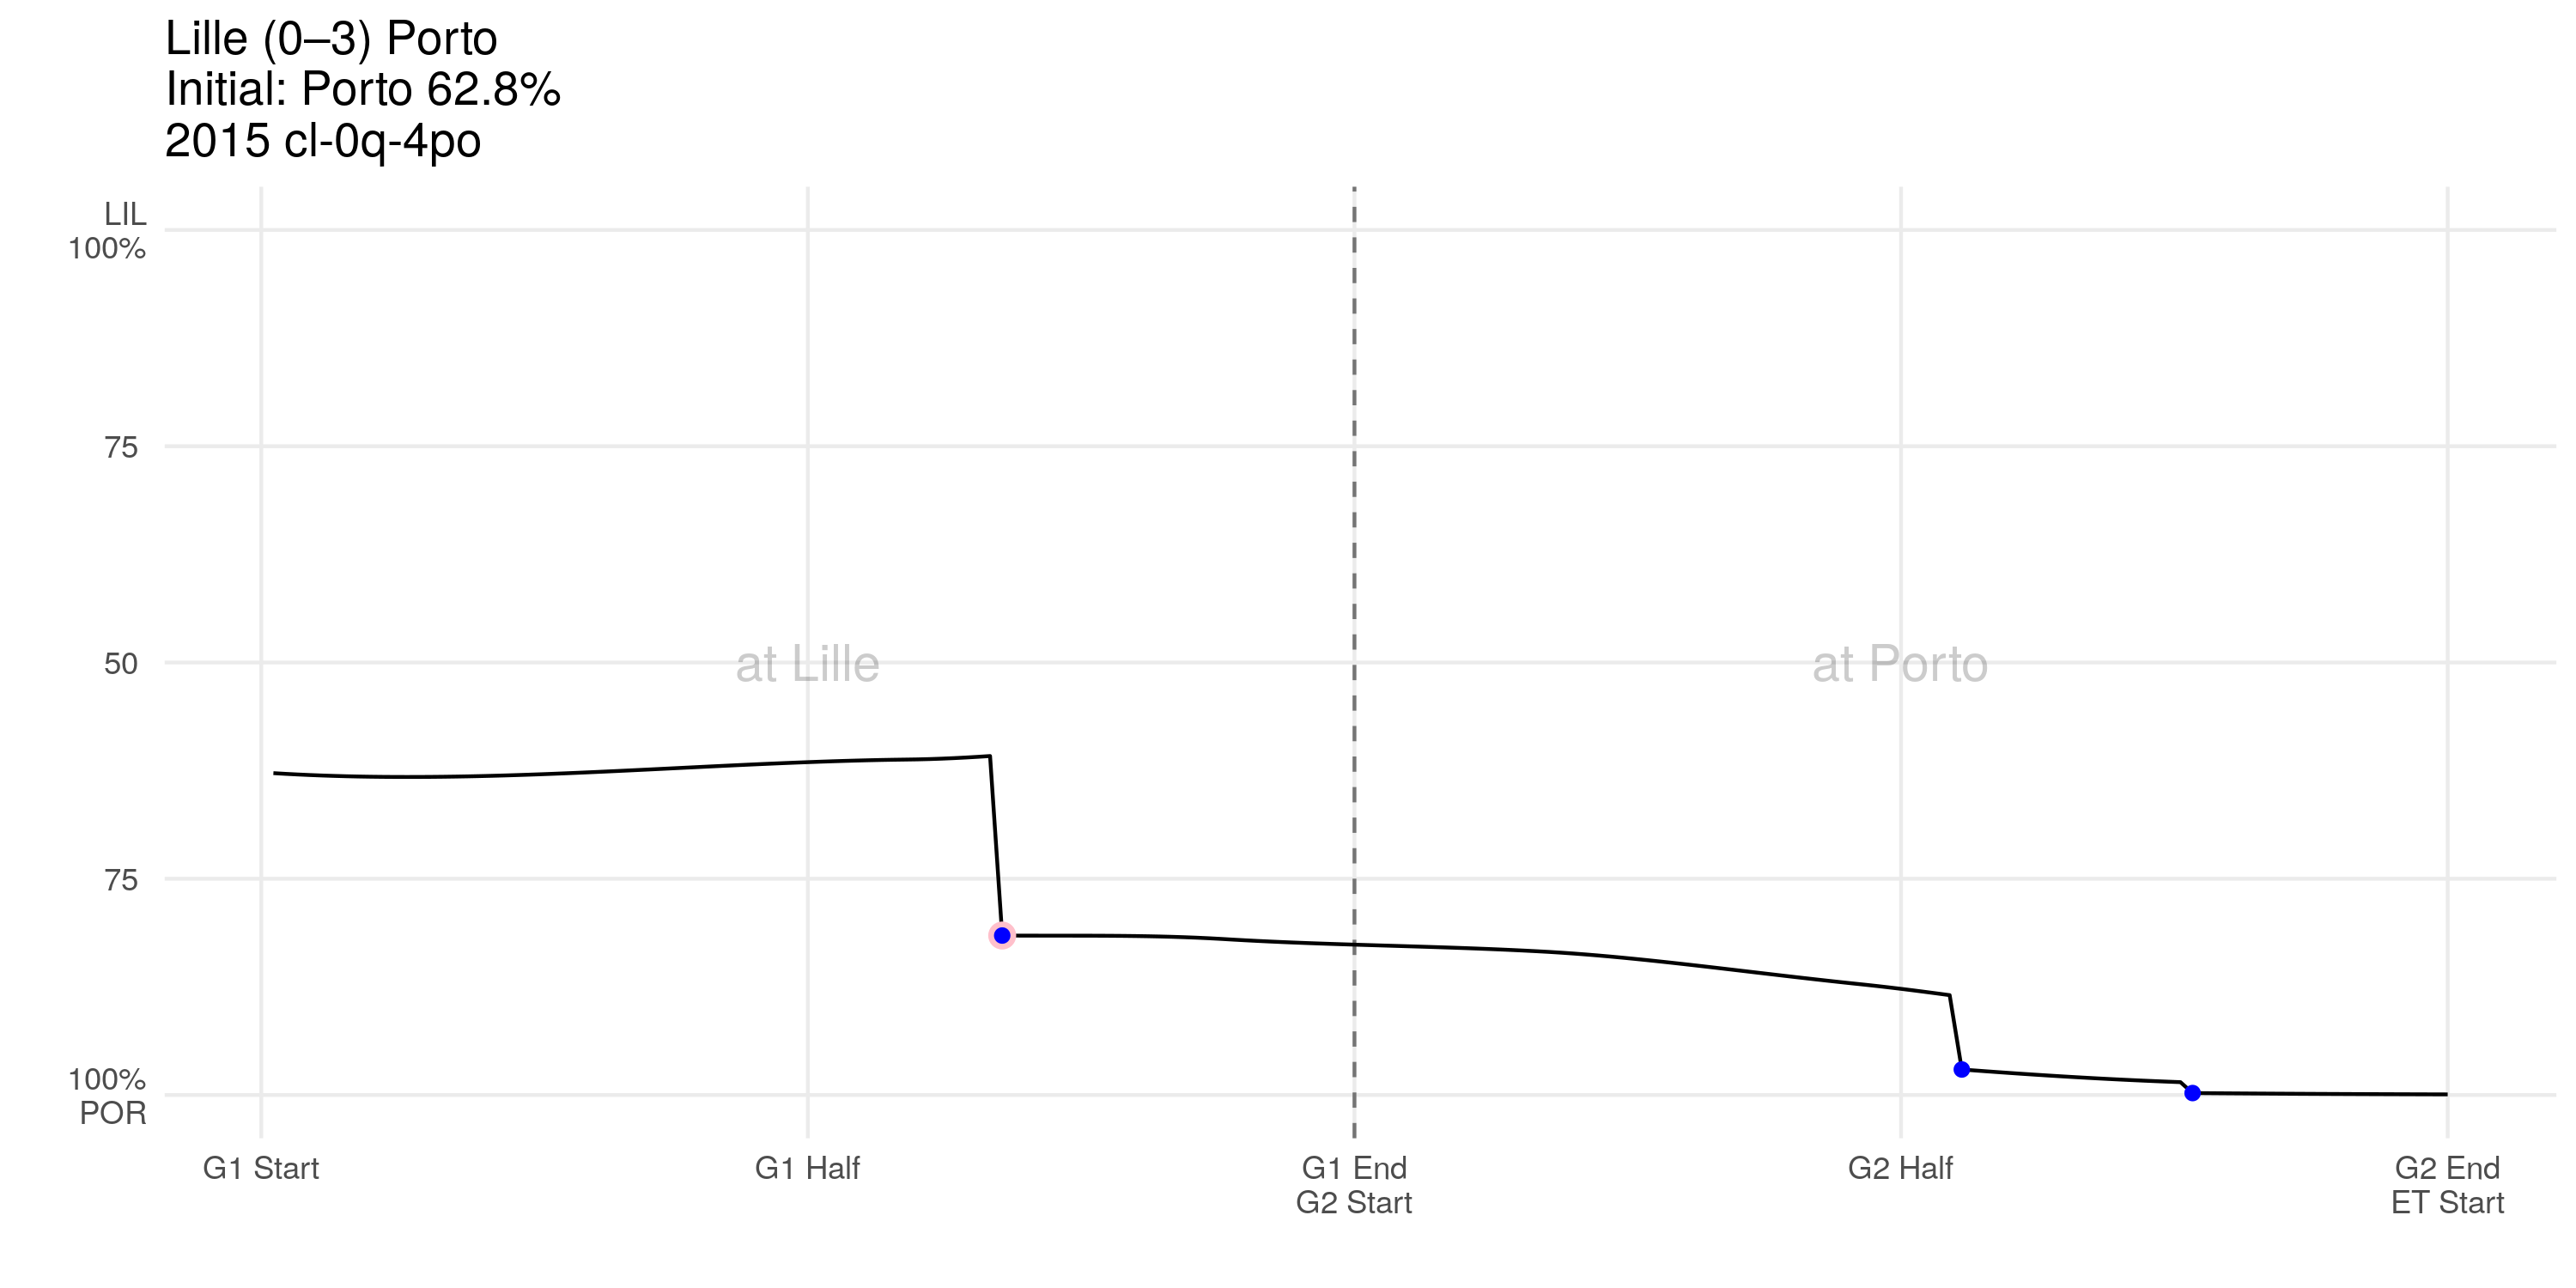 Lille (0–3) Porto
Initial: Porto 62.8%
2015 cl-0q-4po
LIL
100%
75
50
75
100%
POR
at Lille
at Porto
G1 Start
G1 Half
G1 End
G2 Start
G2 Half
G2 End
ET Start